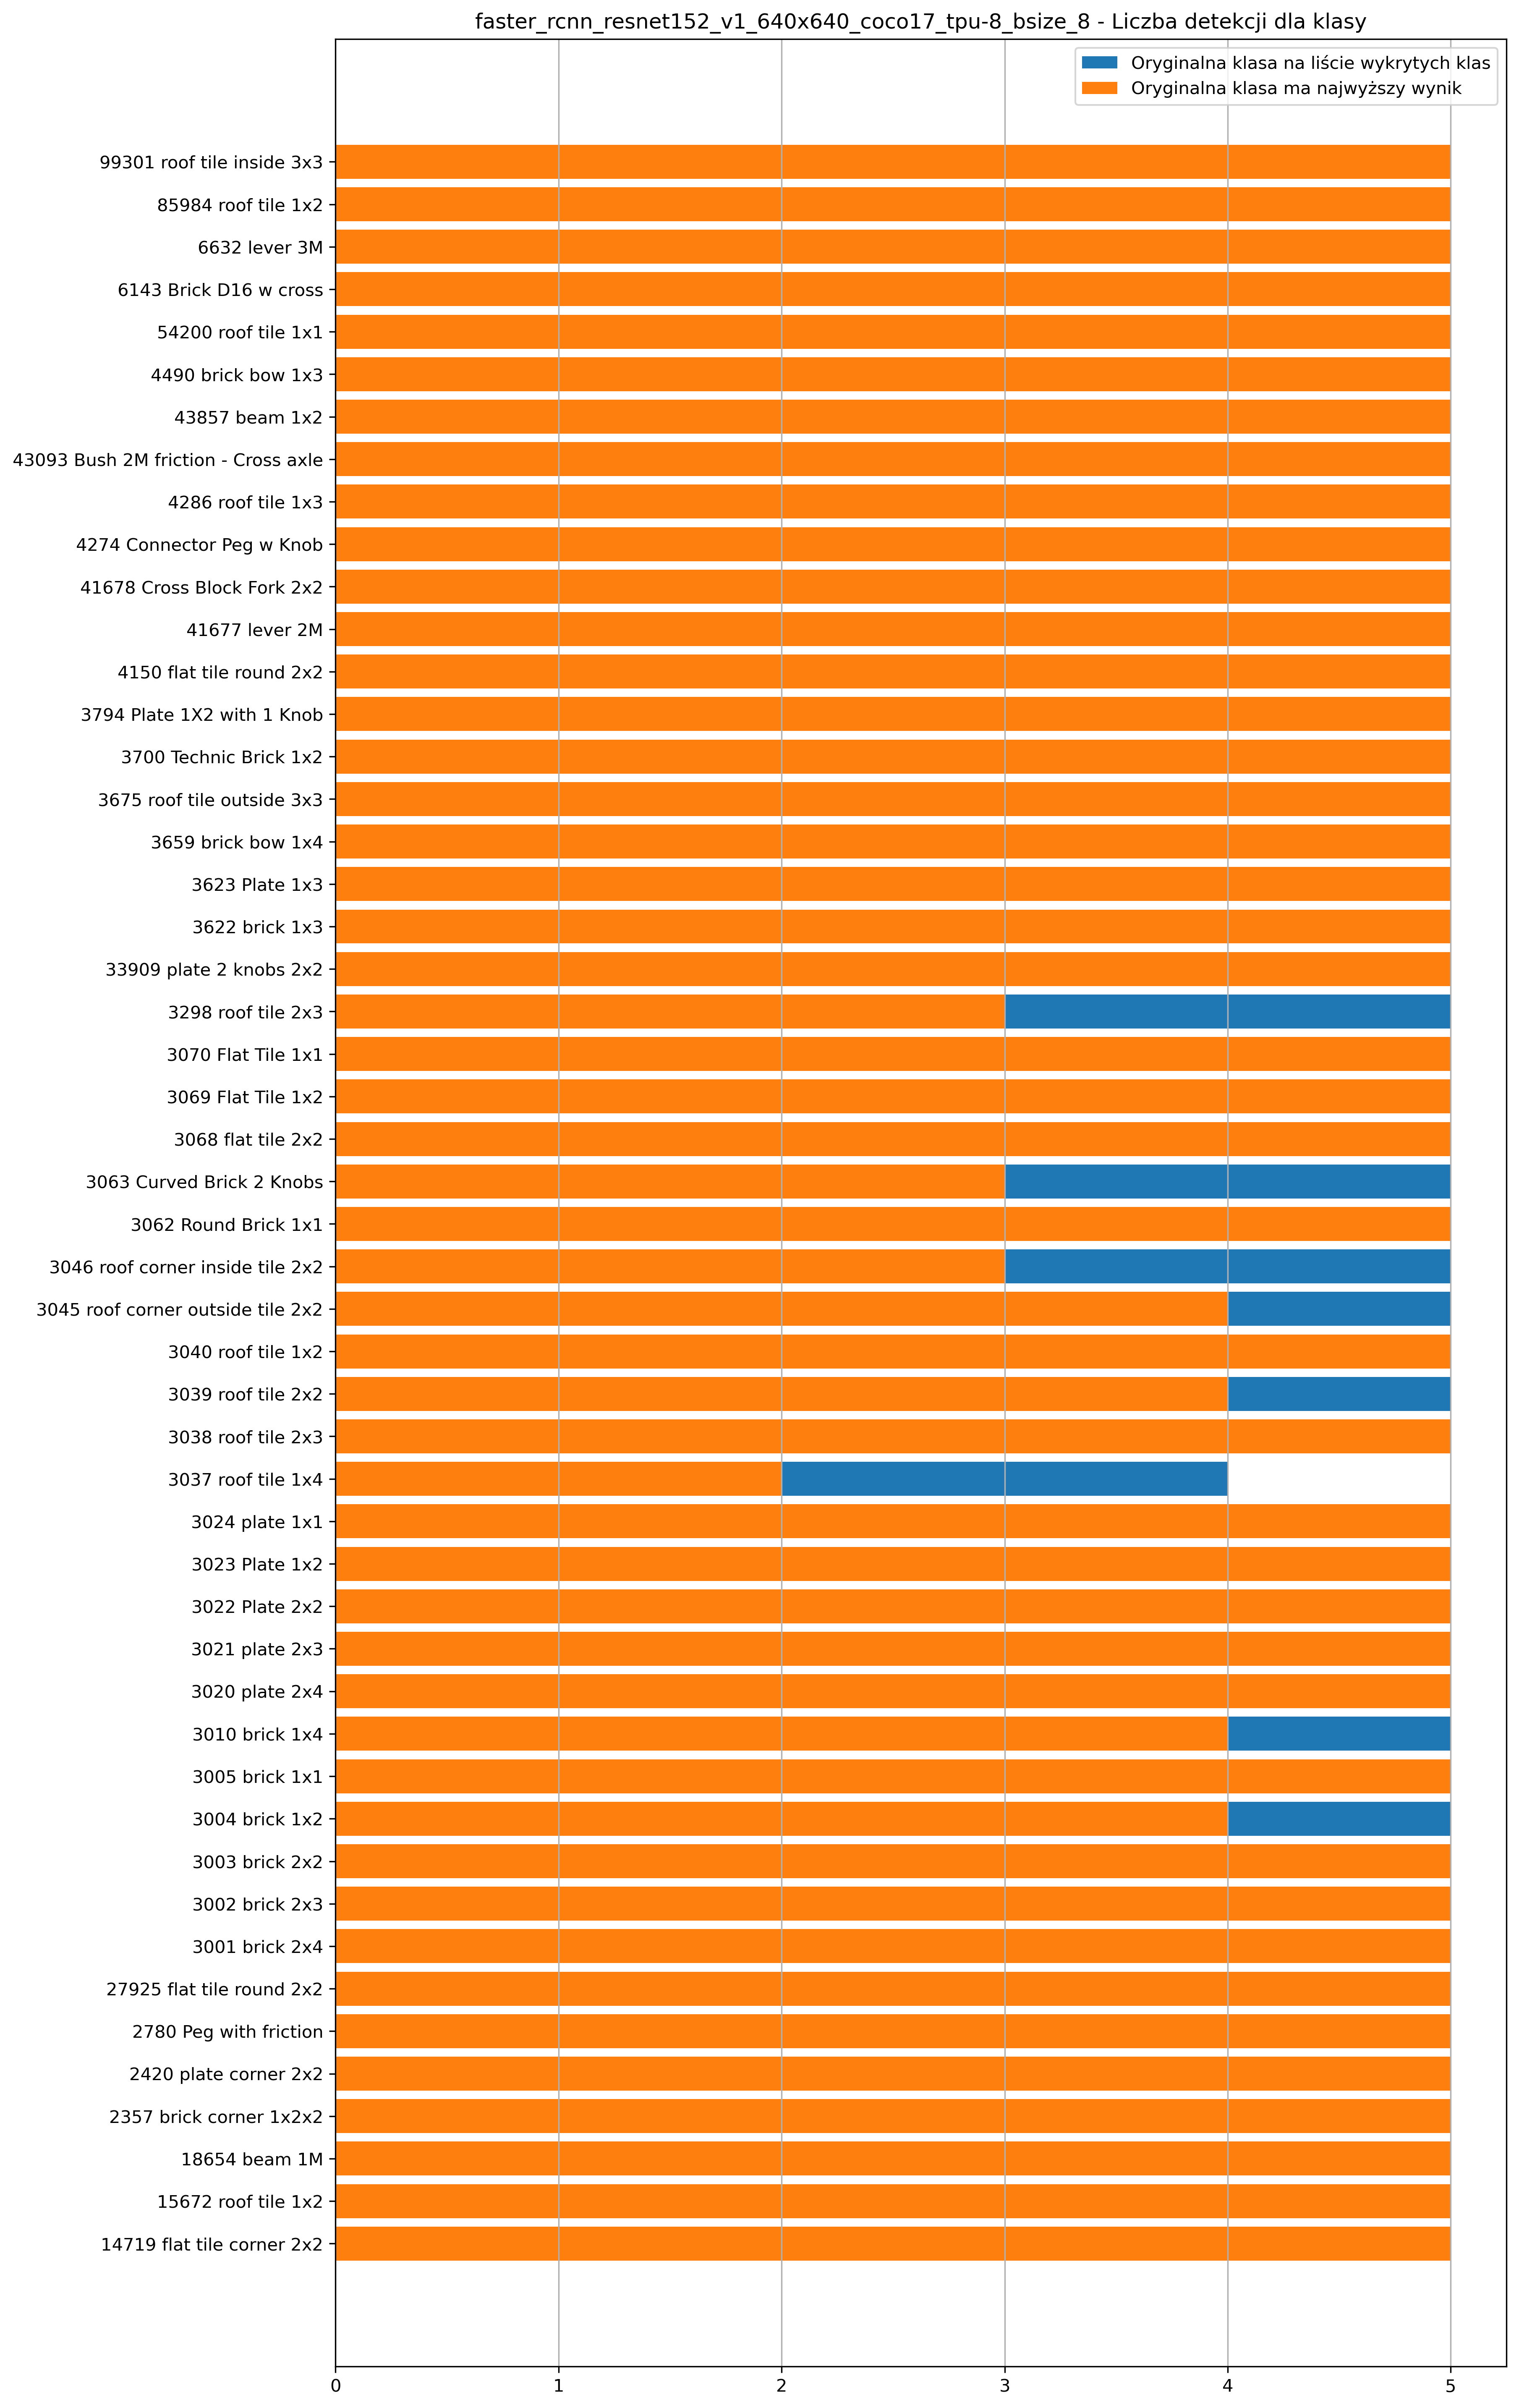 faster_rcnn_resnet152_v1_640x640_coco17_tpu-8_bsize_8 - Liczba detekcji dla klasy
Oryginalna klasa na liście wykrytych klas
Oryginalna klasa ma najwyższy wynik
99301 roof tile inside 3x3
85984 roof tile 1x2
6632 lever 3M
6143 Brick D16 w cross
54200 roof tile 1x1
4490 brick bow 1x3
43857 beam 1x2
43093 Bush 2M friction - Cross axle
4286 roof tile 1x3
4274 Connector Peg w Knob
41678 Cross Block Fork 2x2
41677 lever 2M
4150 flat tile round 2x2
3794 Plate 1X2 with 1 Knob
3700 Technic Brick 1x2
3675 roof tile outside 3x3
3659 brick bow 1x4
3623 Plate 1x3
3622 brick 1x3
33909 plate 2 knobs 2x2
3298 roof tile 2x3
3070 Flat Tile 1x1
3069 Flat Tile 1x2
3068 flat tile 2x2
3063 Curved Brick 2 Knobs
3062 Round Brick 1x1
3046 roof corner inside tile 2x2
3045 roof corner outside tile 2x2
3040 roof tile 1x2
3039 roof tile 2x2
3038 roof tile 2x3
3037 roof tile 1x4
3024 plate 1x1
3023 Plate 1x2
3022 Plate 2x2
3021 plate 2x3
3020 plate 2x4
3010 brick 1x4
3005 brick 1x1
3004 brick 1x2
3003 brick 2x2
3002 brick 2x3
3001 brick 2x4
27925 flat tile round 2x2
2780 Peg with friction
2420 plate corner 2x2
2357 brick corner 1x2x2
18654 beam 1M
15672 roof tile 1x2
14719 flat tile corner 2x2
0 1 2 3 4 5